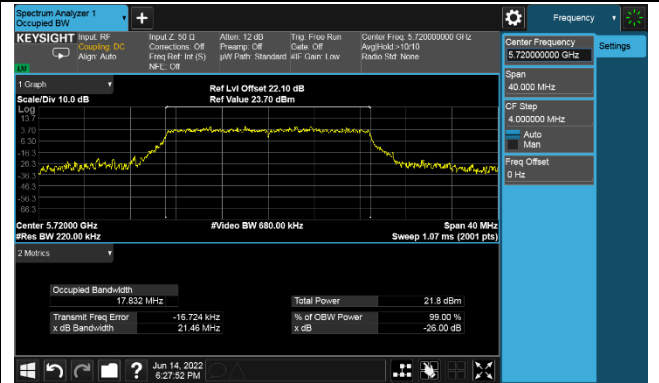 Spectrum Analyzer 1
Occupied BW
+
Frequency
KEYSIGHT
Input: RF
Coupling: DC
Align: Auto
Input Z: 50 Ω
Corrections: Off
Freq Ref: Int (S)
NFE: Off
Atten: 12 dB
Preamp: Off
µW Path: Standard
Trig: Free Run
Gate: Off
#IF Gain: Low
Center Freq: 5.720000000 GHz
Avg|Hold:>10/10
Radio Std: None
LXI
Center Frequency
5.720000000 GHz
Settings
Span
40.000 MHz
CF Step
4.000000 MHz
Auto
Man
Freq Offset
0 Hz
1 Graph
Scale/Div 10.0 dB
Ref Lvl Offset 22.10 dB
Ref Value 23.70 dBm
Log
13.7
3.70
-6.30
-16.3
-26.3
-36.3
-46.3
-56.3
-66.3
Center 5.72000 GHz
#Res BW 220.00 kHz
#Video BW 680.00 kHz
Span 40 MHz
Sweep 1.07 ms (2001 pts)
2 Metrics
Occupied Bandwidth
17.832 MHz
Transmit Freq Error
-16.724 kHz
x dB Bandwidth
21.46 MHz
Total Power
21.8 dBm
% of OBW Power
99.00 %
x dB
-26.00 dB
?
Jun 14, 2022
6:27:52 PM